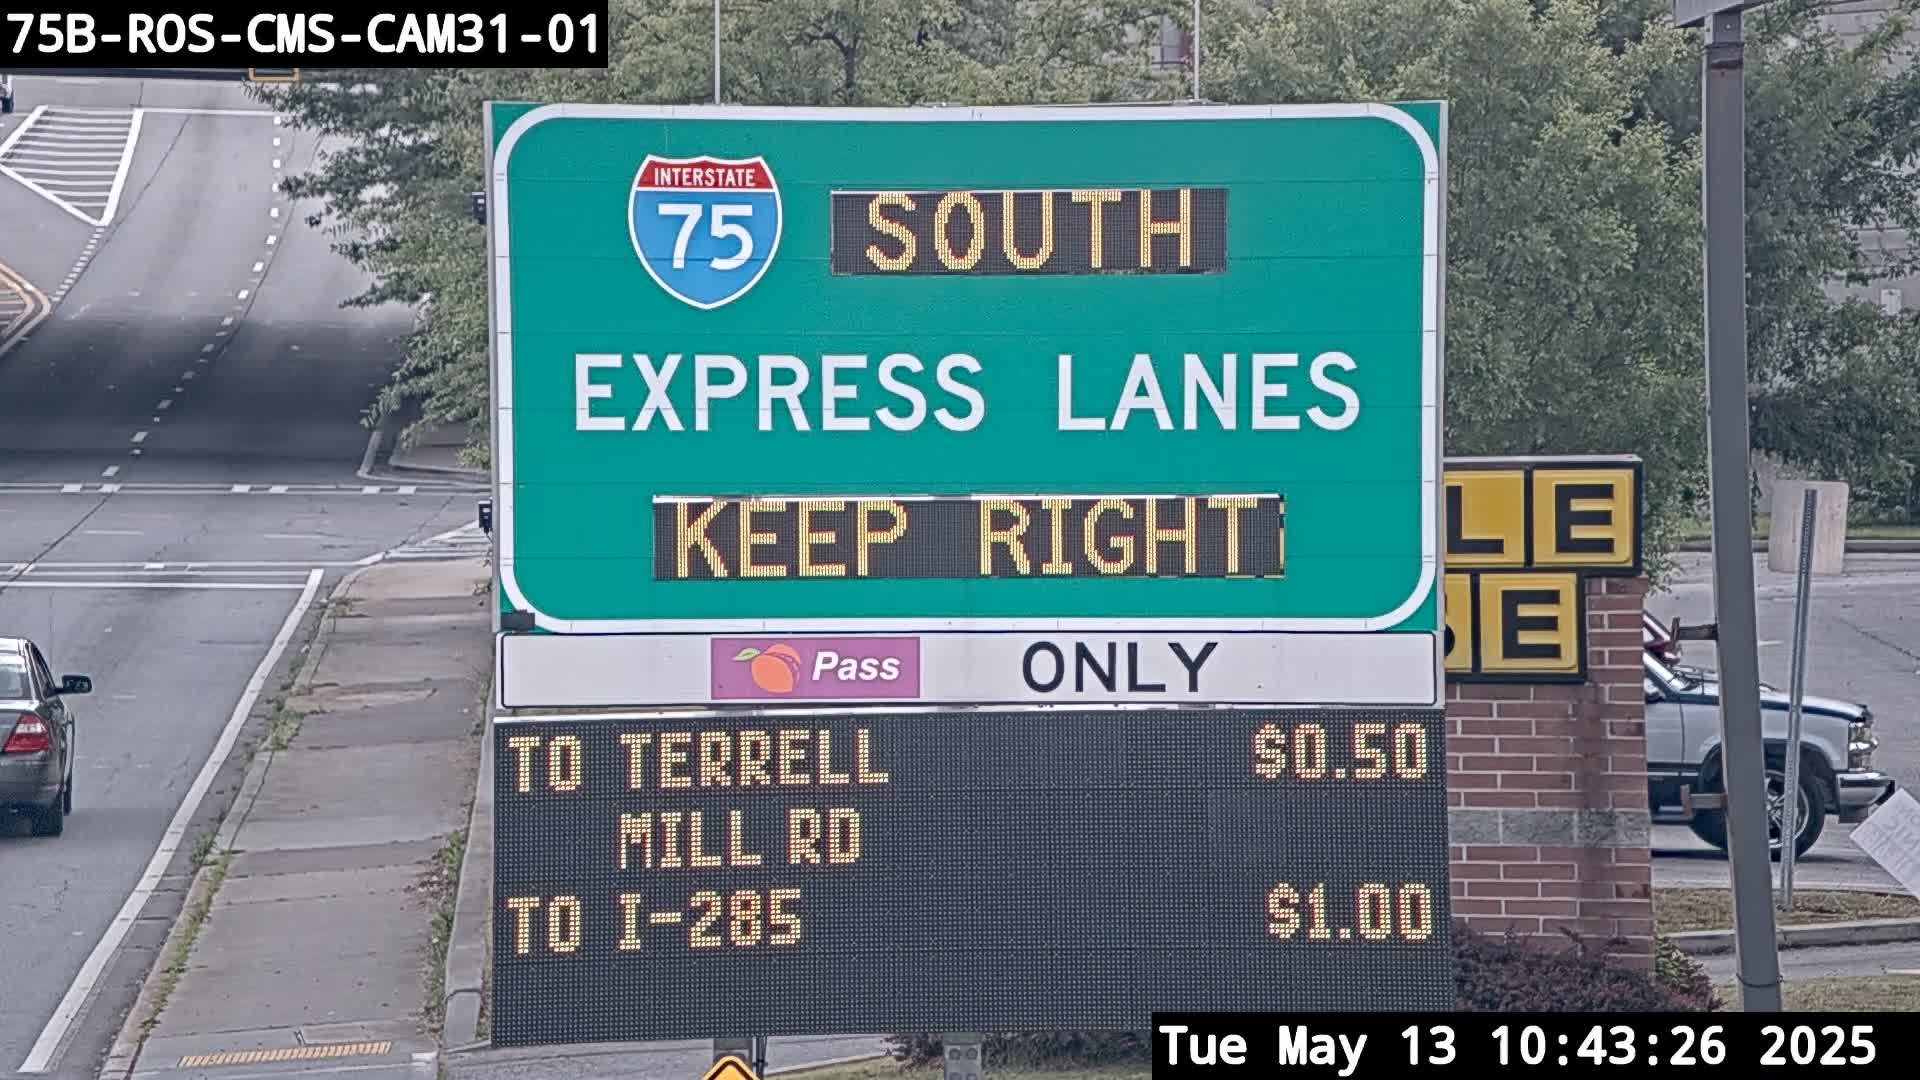 75B-ROS-CMS-CAM31-01
INTERSTATE
75
SOUTH
EXPRESS LANES
KEEP RIGHT
Pass ONLY
TO TERRELL $0.50
MILL RD
TO I-285 $1.00
LE
E
Tue May 13 10:43:26 2025